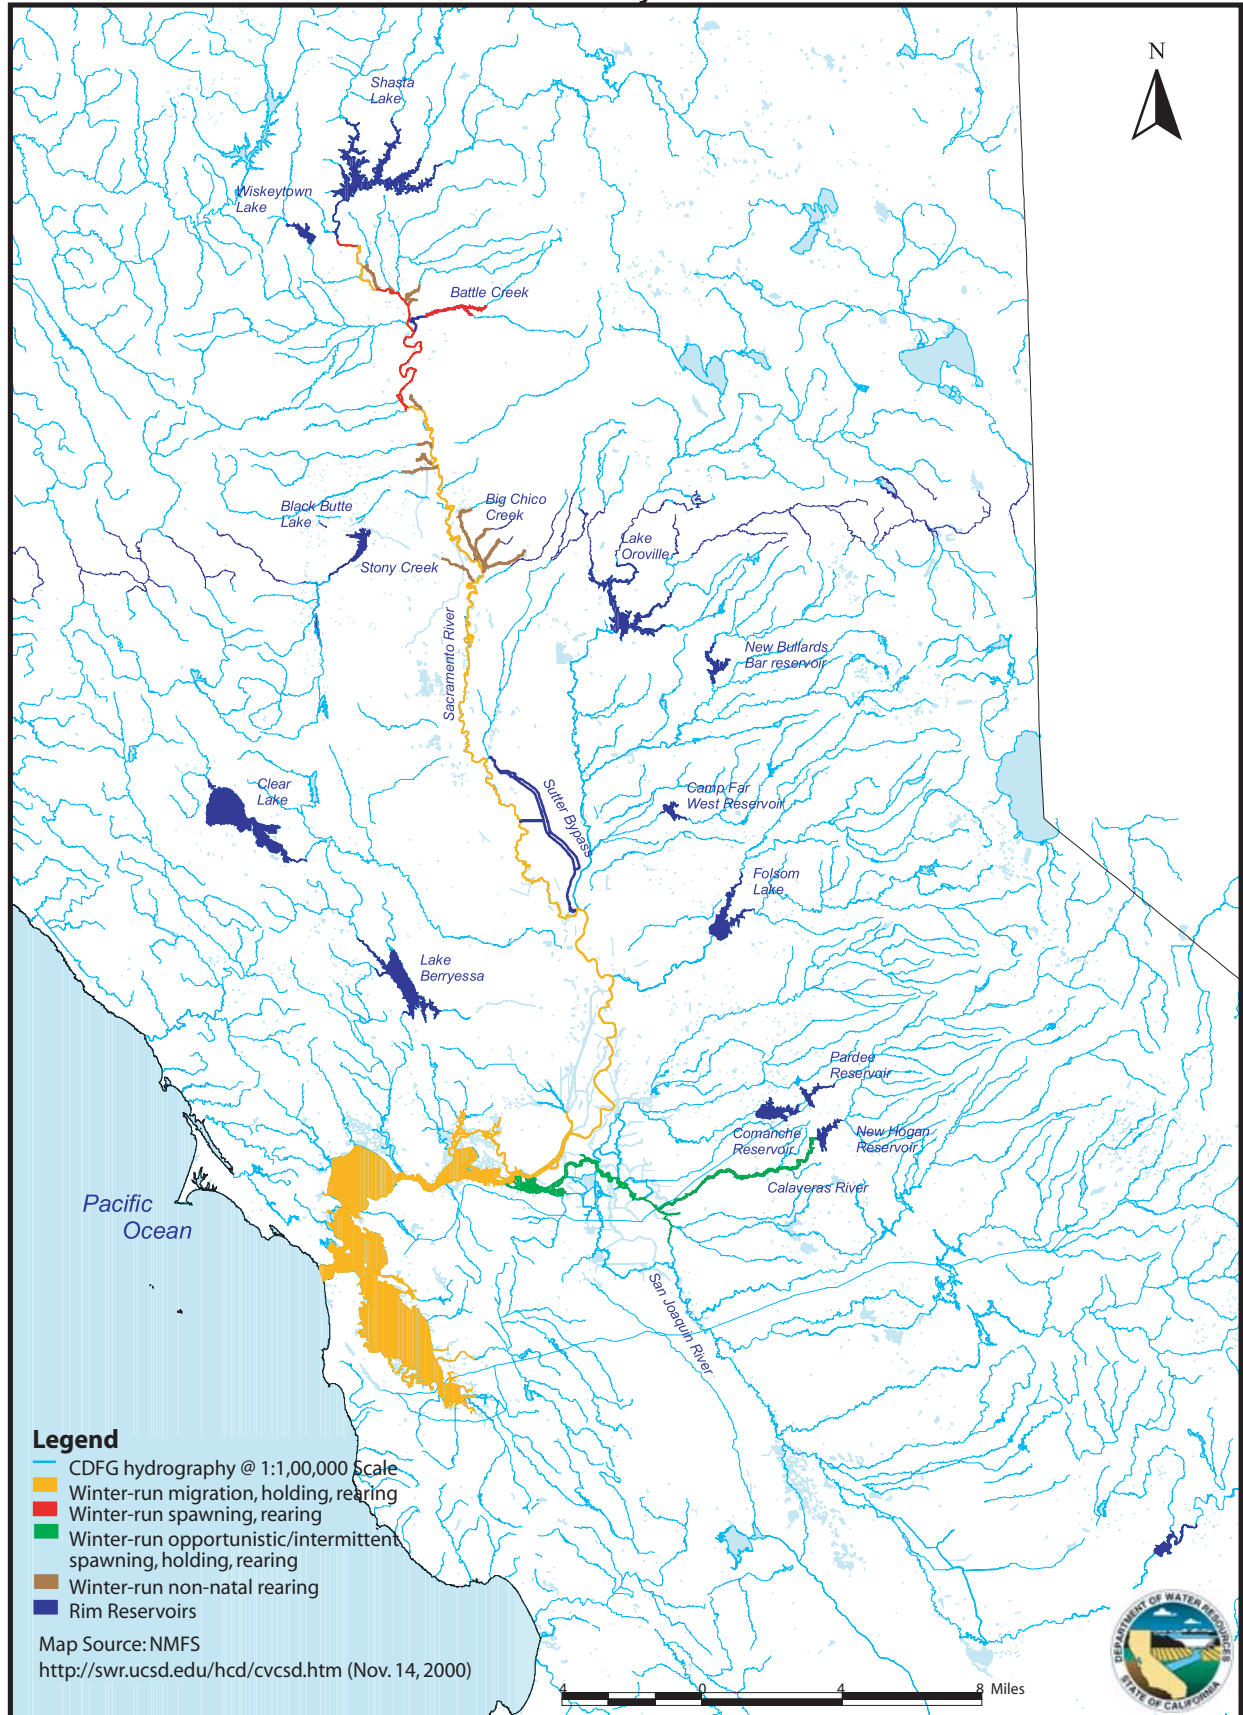 N
Shasta
Lake
Wiskeytown
Lake
Battle Creek
Black Butte
Lake
Big Chico
Creek
Lake
Oroville
Stony Creek
Sacramento River
New Bullards
Bar reservoir
Clear
Lake
Sutter Bypass
Camp Far
West Reservoir
Folsom
Lake
Lake
Berryessa
Pardee
Reservoir
Comanche
Reservoir
New Hogan
Reservoir
Calaveras River
Pacific
Ocean
San Joaquin River
Legend
CDFG hydrography @ 1:1,00,000 Scale
Winter-run migration, holding, rearing
Winter-run spawning, rearing
Winter-run opportunistic/intermittent
spawning, holding, rearing
Winter-run non-natal rearing
Rim Reservoirs
Map Source: NMFS
http://swr.ucsd.edu/hcd/cvcsd.htm (Nov. 14, 2000)
4 0 4 8 Miles
DEPARTMENT OF WATER RESOURCES
STATE OF CALIFORNIA